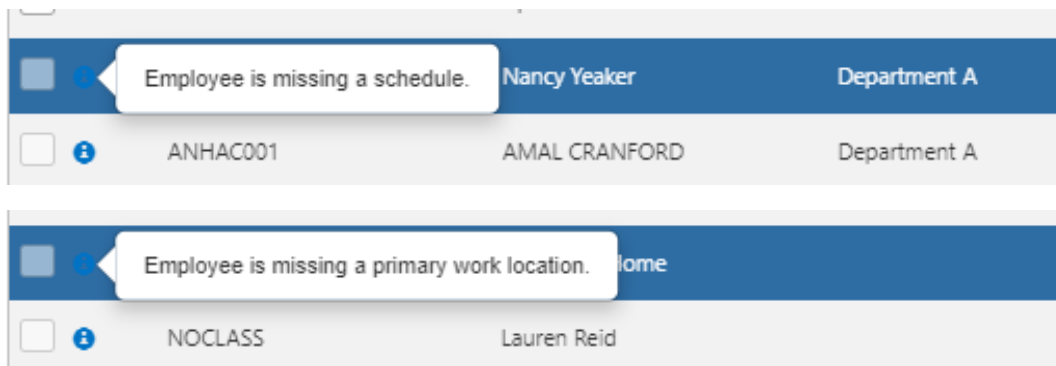 Employee is missing a schedule. Nancy Yeaker Department A
ANHAC001 AMAL CRANFORD Department A
Employee is missing a primary work location.
NOCLASS Lauren Reid